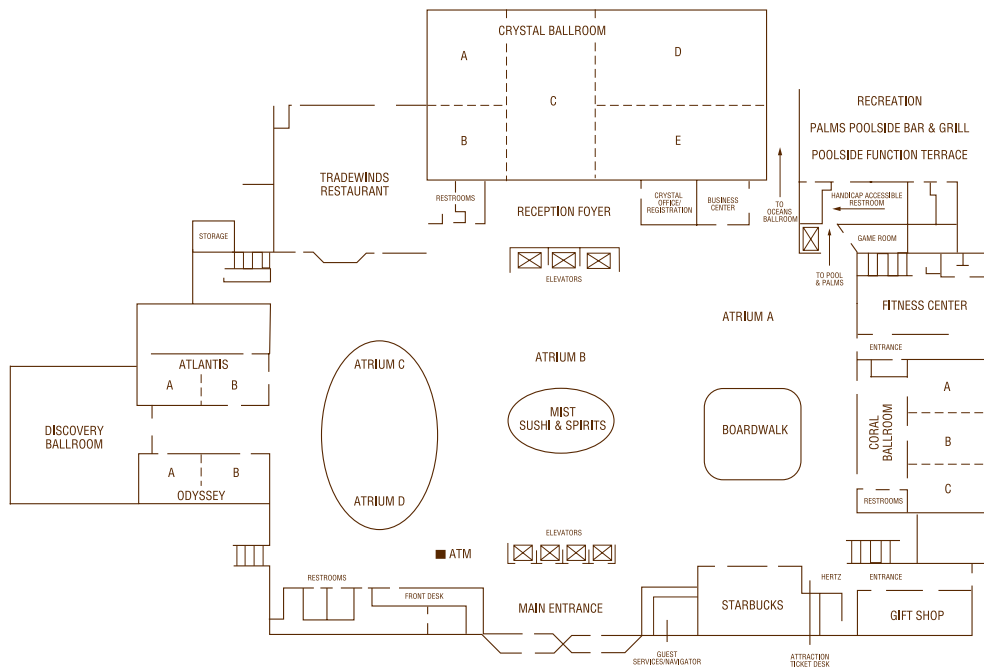 CRYSTAL BALLROOM
A
D
C
B
E
RECREATION
PALMS POOLSIDE BAR & GRILL
POOLSIDE FUNCTION TERRACE
TRADEWINDS
RESTAURANT
RESTROOMS
RECEPTION FOYER
CRYSTAL
OFFICE/
REGISTRATION
BUSINESS
CENTER
TO
OCEANS
BALLROOM
HANDICAP ACCESSIBLE
RESTROOM
STORAGE
GAME ROOM
ELEVATORS
TO POOL
& PALMS
FITNESS CENTER
ATRIUM A
ENTRANCE
ATLANTIS
A
B
ATRIUM C
ATRIUM B
MIST
SUSHI & SPIRITS
BOARDWALK
CORAL
BALLROOM
A
B
C
DISCOVERY
BALLROOM
A
B
ODYSSEY
ATRIUM D
RESTROOMS
ELEVATORS
ATM
RESTROOMS
FRONT DESK
MAIN ENTRANCE
STARBUCKS
HERTZ
ENTRANCE
GIFT SHOP
GUEST
SERVICES/NAVIGATOR
ATTRACTION
TICKET DESK